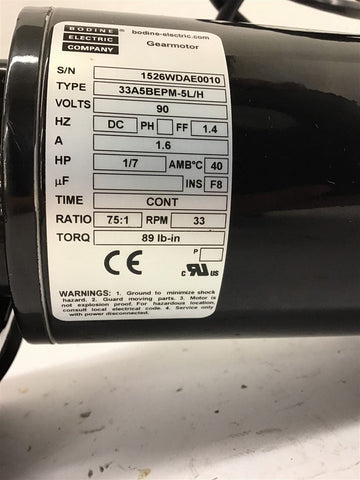 BODINE
ELECTRIC
COMPANY
bodine-electric.com
Gearmotor
S/N 1526WDAE0010
TYPE 33A5BEPM-5L/H
VOLTS 90
HZ DC PH FF 1.4
A 1.6
HP 1/7 AMB°C 40
µF INS F8
TIME CONT
RATIO 75:1 RPM 33
TORQ 89 lb-in
P
CE c RU us
WARNINGS: 1. Ground to minimize shock
hazard. 2. Guard moving parts. 3. Motor is
not explosion proof. For hazardous location,
consult local electrical code. 4. Service only
with power disconnected.